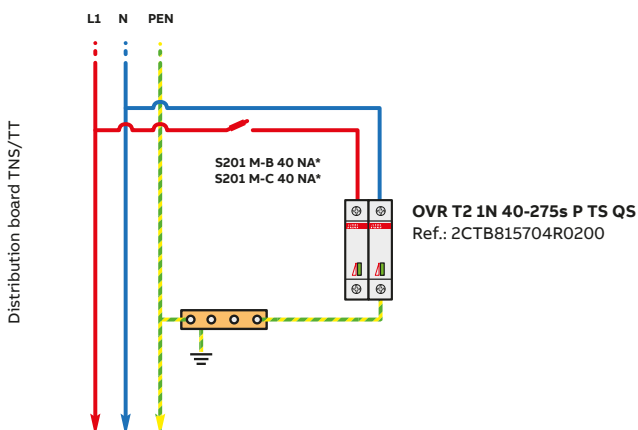 L1 N PEN
Distribution board TNS/TT
S201 M-B 40 NA*
S201 M-C 40 NA*
OVR T2 1N 40-275s P TS QS
Ref.: 2CTB815704R0200